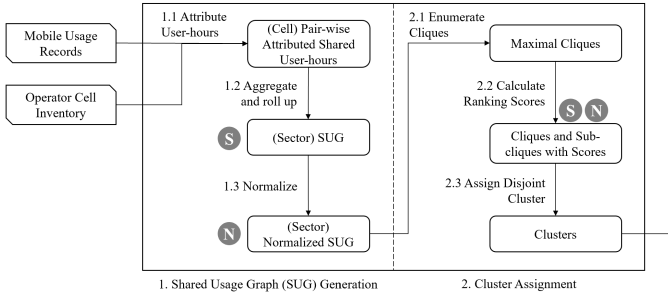 Mobile Usage
Records
Operator Cell
Inventory
1.1 Attribute
User-hours
(Cell) Pair-wise
Attributed Shared
User-hours
1.2 Aggregate
and roll up
S
(Sector) SUG
1.3 Normalize
N
(Sector)
Normalized SUG
2.1 Enumerate
Cliques
Maximal Cliques
2.2 Calculate
Ranking Scores
S N
Cliques and Sub-
cliques with Scores
2.3 Assign Disjoint
Cluster
Clusters
1. Shared Usage Graph (SUG) Generation
2. Cluster Assignment